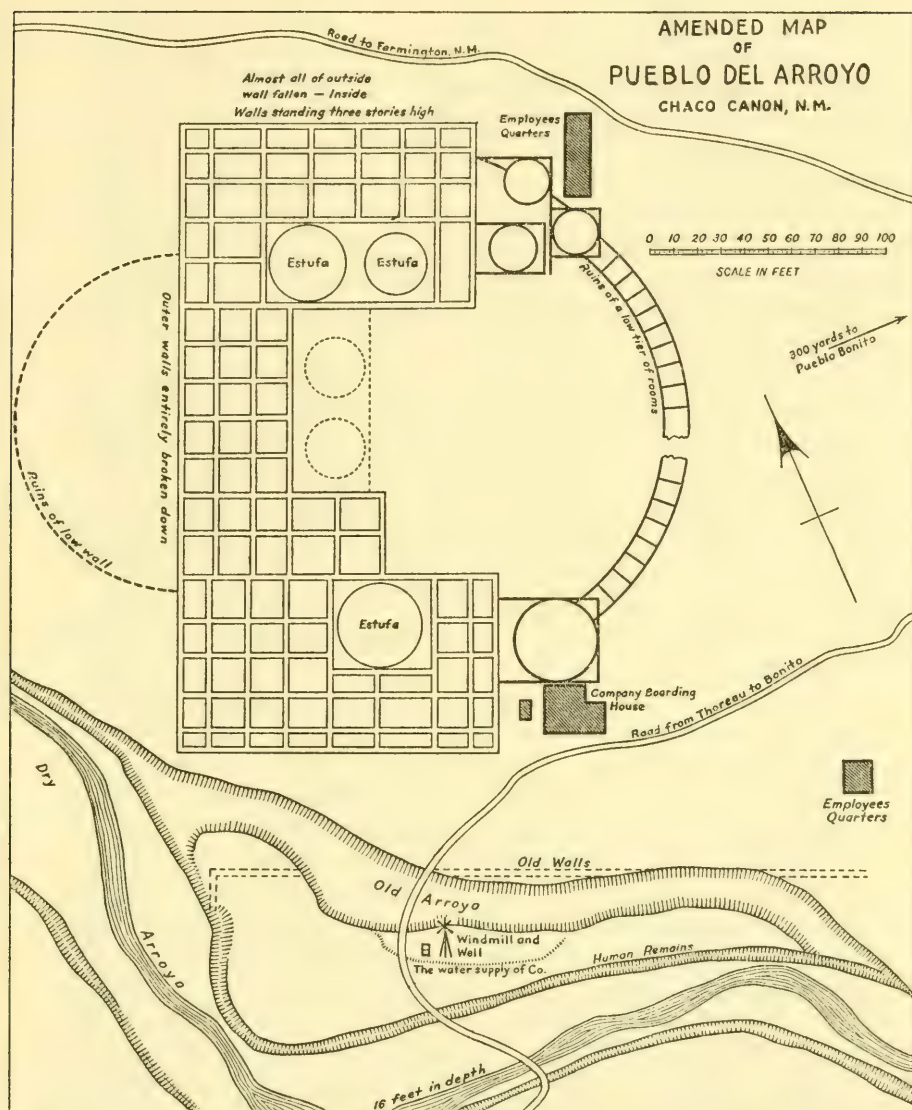 AMENDED MAP
OF
PUEBLO DEL ARROYO
CHACO CANON, N.M.
Road to Farmington, N.M.
Almost all of outside
wall fallen — Inside
Walls standing three stories high
Employees
Quarters
0 10 20 30 40 50 60 70 80 90 100
SCALE IN FEET
Estufa
Estufa
Ruins of a low tier of rooms
300 yards to
Pueblo Bonito
Outer walls entirely broken down
Ruins of low wall
Estufa
Company Boarding
House
Road from Thoreau to Bonito
Employees
Quarters
Dry
Arroyo
Old Walls
Old Arroyo
Windmill and
Well
The water supply of Co.
Human Remains
16 feet in depth